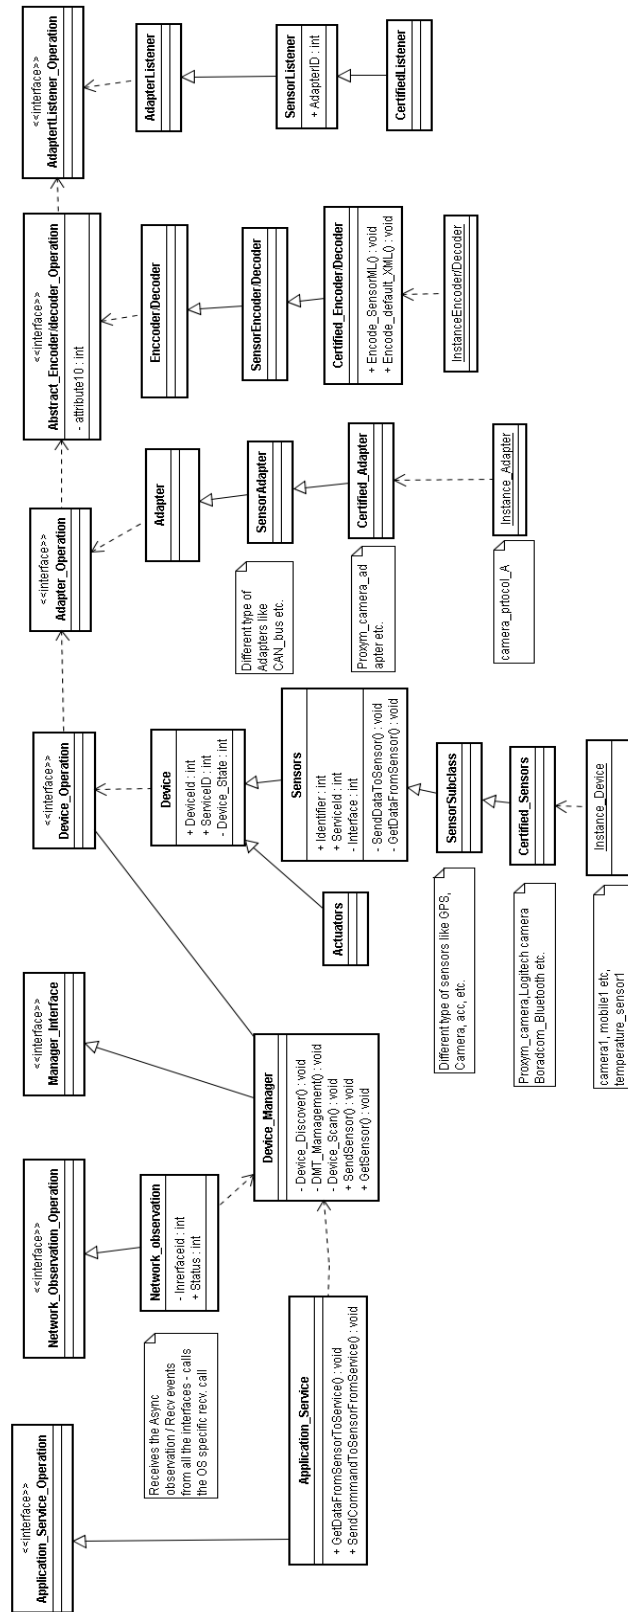 <<interface>>
Application_Service_Operation
<<interface>>
Network_Observation_Operation
<<interface>>
Manager_Interface
<<interface>>
Device_Operation
<<interface>>
Adapter_Operation
<<interface>>
Abstract_Encoder/decoder_Operation
- attribute10 : int
<<interface>>
AdaptertListener_Operation
Receives the Async
observation / Recv events
from all the interfaces - calls
the OS specific recv. call
Network_observation
- Inrerfaceid : int
+ Status : int
Device
+ DeviceId : int
+ ServiceID : int
- Device_State : int
Adapter
Enccoder/Decoder
AdapterListener
Application_Service
+ GetDataFromSensorToService() : void
+ SendCommandToSensorFromService() : void
Device_Manager
- Device_Discover() : void
- DMT_Marnagement() : void
- Device_Scan() : void
+ SendSensor() : void
+ GetSensor() : void
Actuators
Sensors
+ Identifier : int
+ ServiceId : int
- Interface : int
- SendDataToSensor() : void
- GetDataFromSensor() : void
Different type of
Adapters like
CAN_bus etc.
SensorAdapter
SensorEncoder/Decoder
SensorListener
+ AdapterID : int
Proxym_camera_ad
apter etc.
Certified_Adapter
Certified_Encoder/Decoder
+ Encode_SensorML() : void
+ Encode_default_XML() : void
CertifiedListener
Different type of sensors like GPS,
Camera, acc, etc.
SensorSubclass
camera_prtocol_A
Instance_Adapter
InstanceEncoder/Decoder
Proxym_camera,Logitech camera
Boradcom_Bluetooth etc.
Certified_Sensors
camera1, mobile1 etc,
temperature_sensor1
Instance_Device